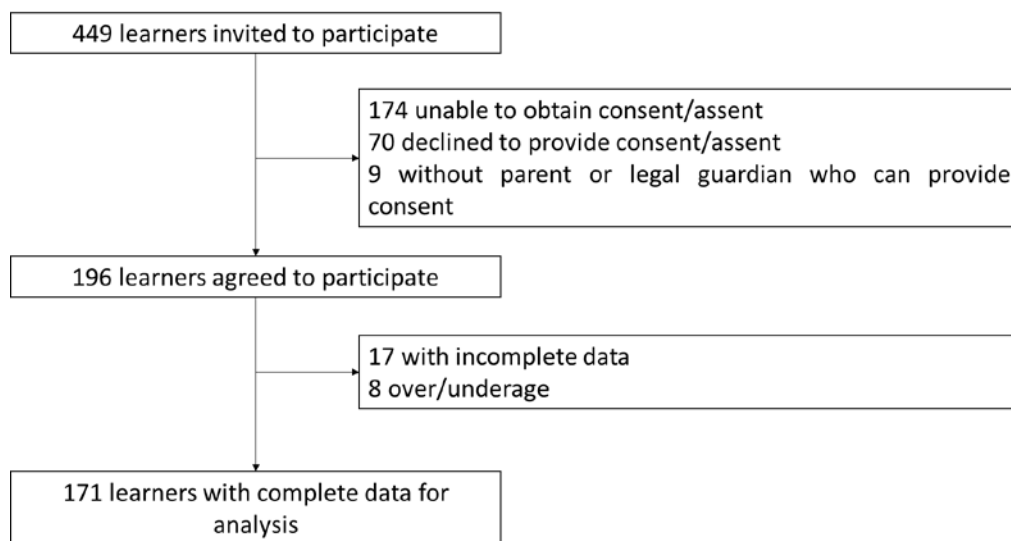 449 learners invited to participate
174 unable to obtain consent/assent
70 declined to provide consent/assent
9 without parent or legal guardian who can provide
consent
196 learners agreed to participate
17 with incomplete data
8 over/underage
171 learners with complete data for
analysis